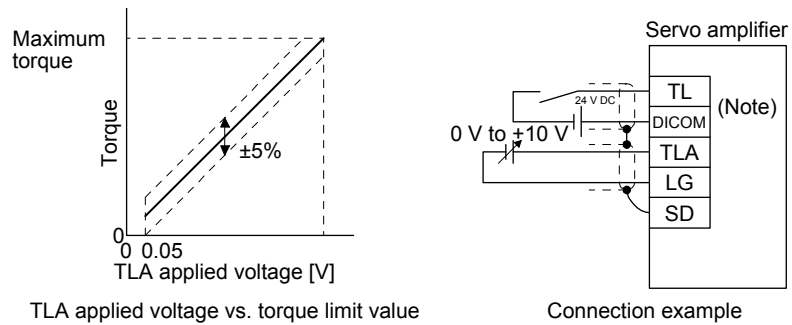 Maximum
torque
Torque
±5%
0
0 0.05
TLA applied voltage [V]
TLA applied voltage vs. torque limit value
Servo amplifier
24 V DC
0 V to +10 V
TL
DICOM
TLA
LG
SD
(Note)
Connection example